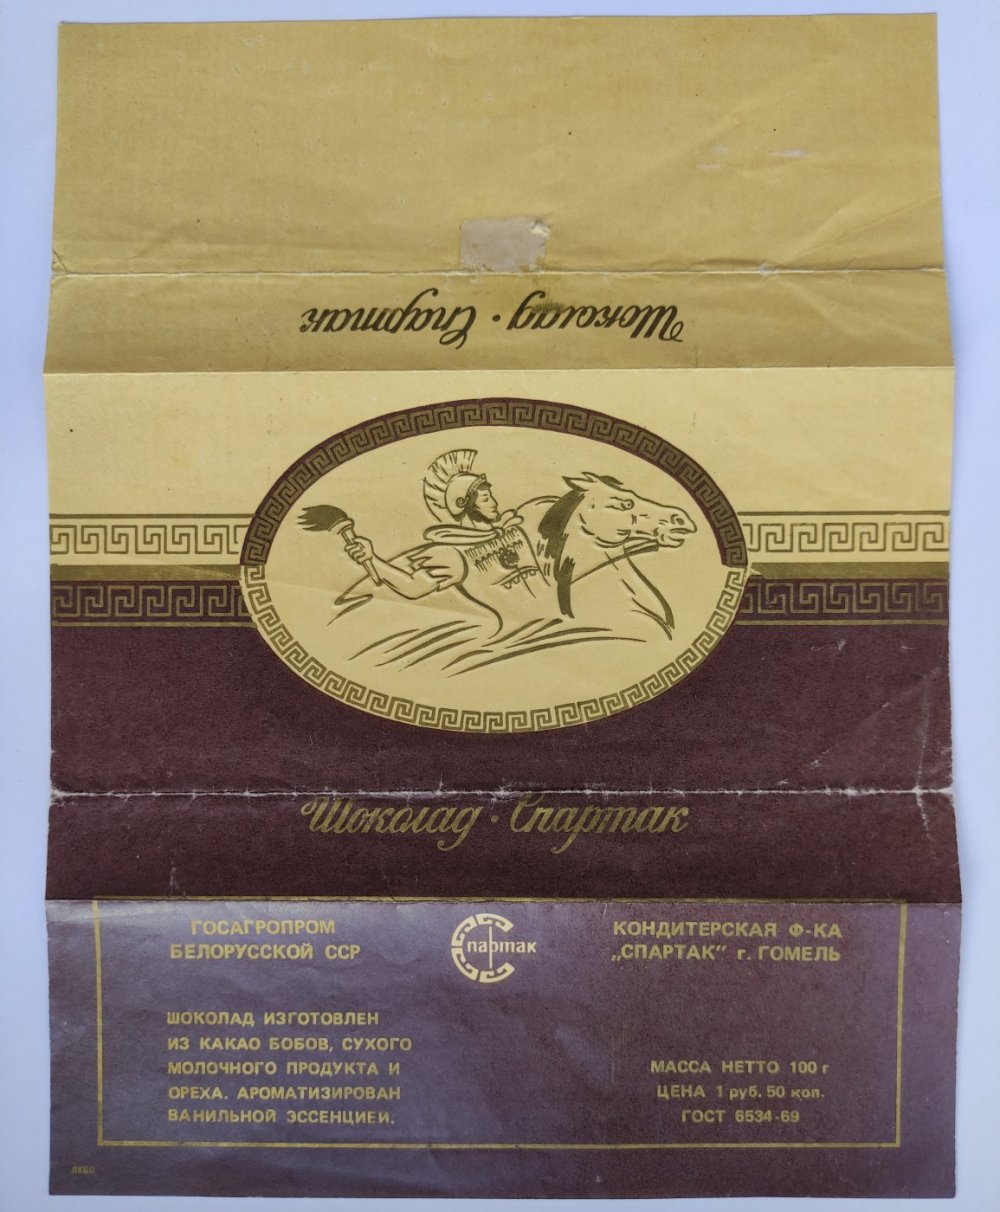 Шоколад · Спартак
Шоколад · Спартак
ГОСАГРОПРОМ
БЕЛОРУССКОЙ ССР
Спартак
КОНДИТЕРСКАЯ Ф-КА
„СПАРТАК“ г. ГОМЕЛЬ
ШОКОЛАД ИЗГОТОВЛЕН
ИЗ КАКАО БОБОВ, СУХОГО
МОЛОЧНОГО ПРОДУКТА И
ОРЕХА. АРОМАТИЗИРОВАН
ВАНИЛЬНОЙ ЭССЕНЦИЕЙ.
МАССА НЕТТО 100 г
ЦЕНА 1 руб. 50 коп.
ГОСТ 6534-69